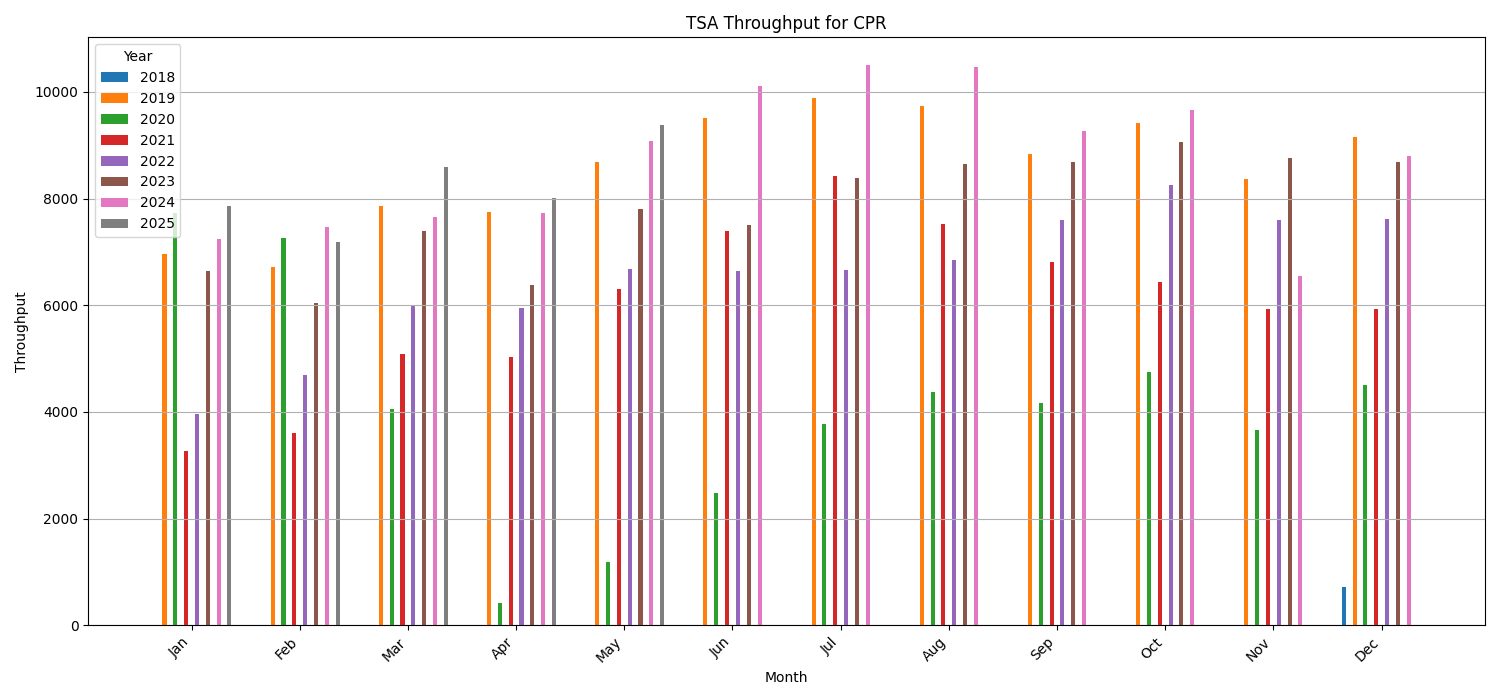 TSA Throughput for CPR
Year
2018
2019
2020
2021
2022
2023
2024
2025
Throughput
10000
8000
6000
4000
2000
0
Jan
Feb
Mar
Apr
May
Jun
Jul
Aug
Sep
Oct
Nov
Dec
Month